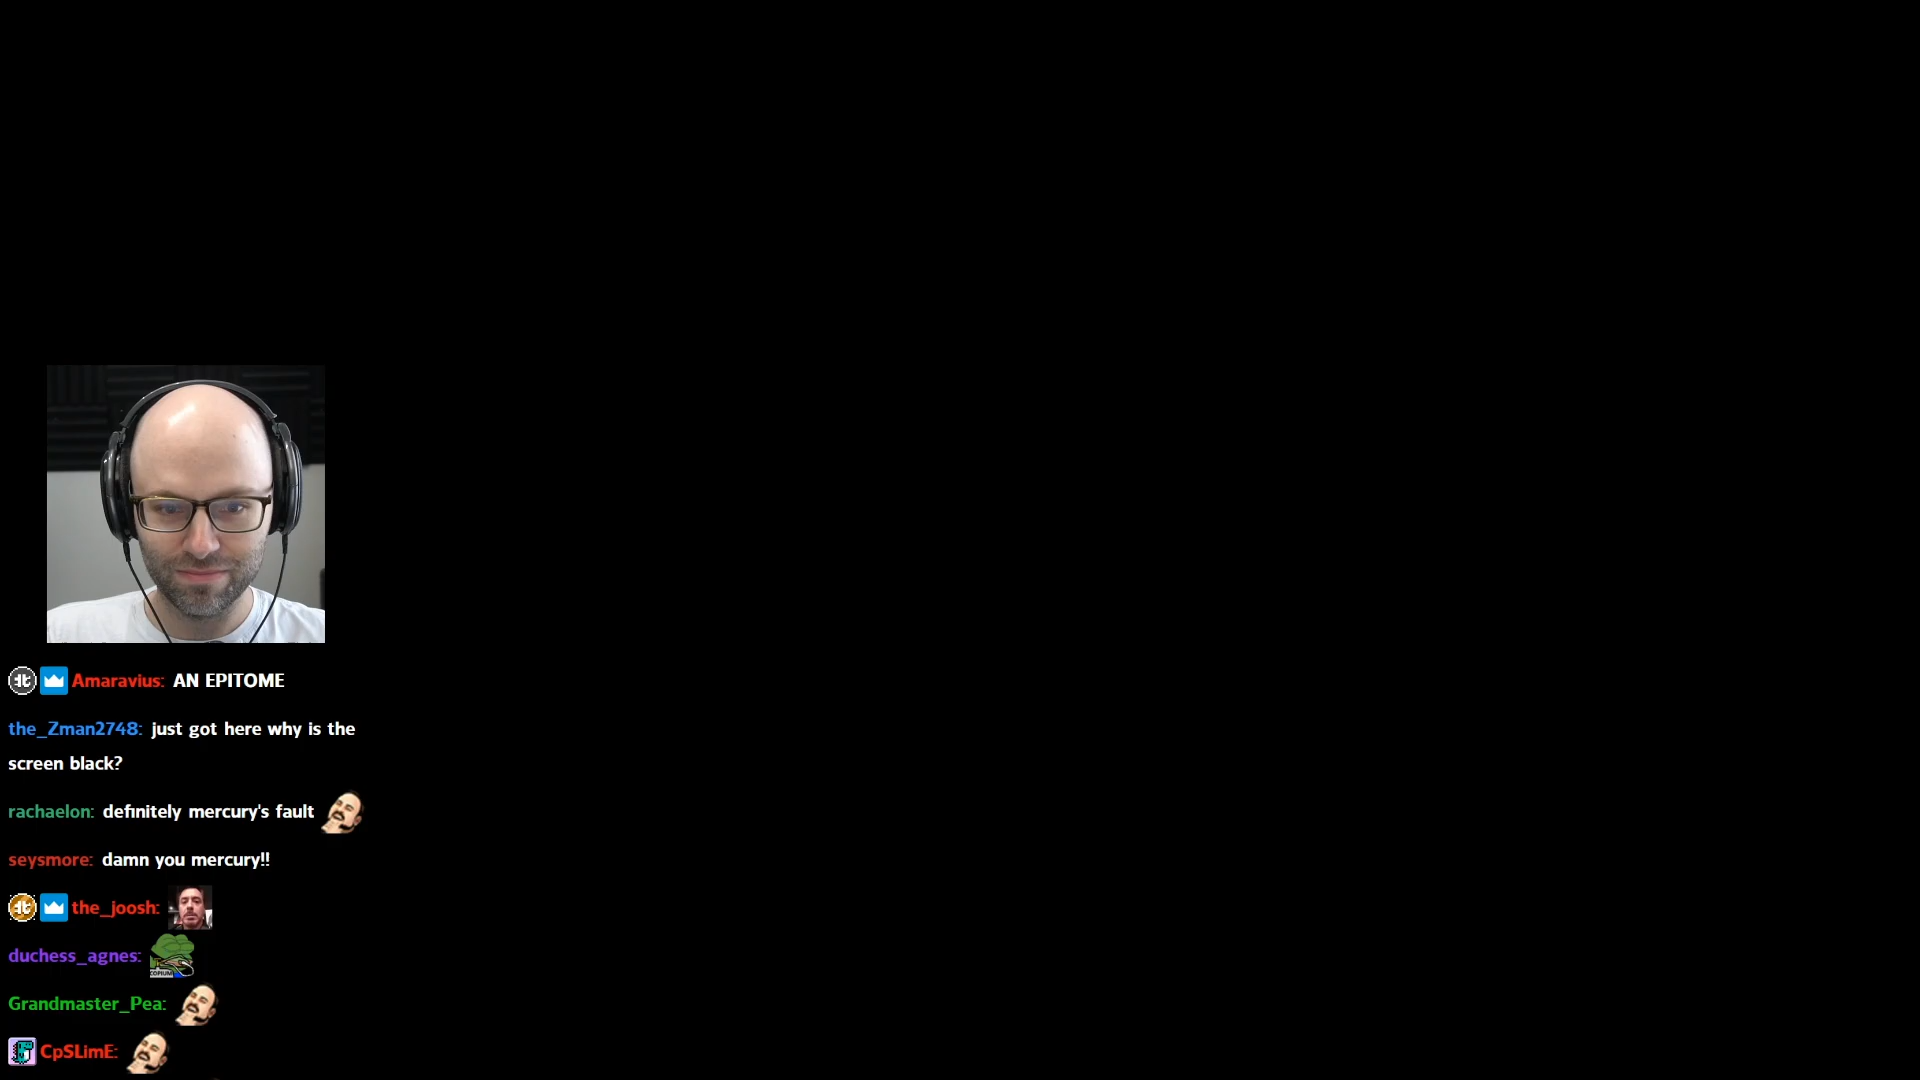 Amaravius: AN EPITOME
the_Zman2748: just got here why is the
screen black?
rachaelon: definitely mercury's fault
seysmore: damn you mercury!!
the_joosh:
duchess_agnes:
COPIUM
Grandmaster_Pea:
CpSLimE: